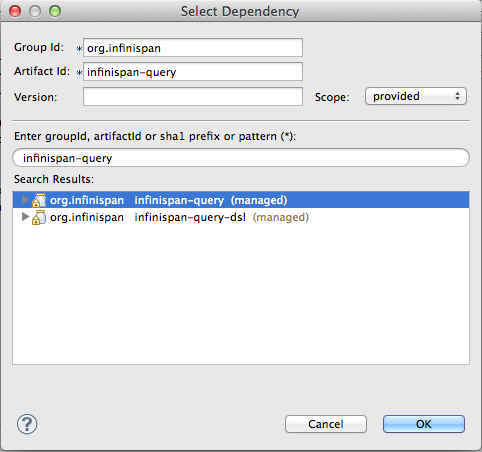 Select Dependency
Group Id: * org.infinispan
Artifact Id: * infinispan-query
Version: Scope: provided
Enter groupId, artifactId or sha1 prefix or pattern (*):
infinispan-query
Search Results:
org.infinispan infinispan-query (managed)
org.infinispan infinispan-query-dsl (managed)
? Cancel OK